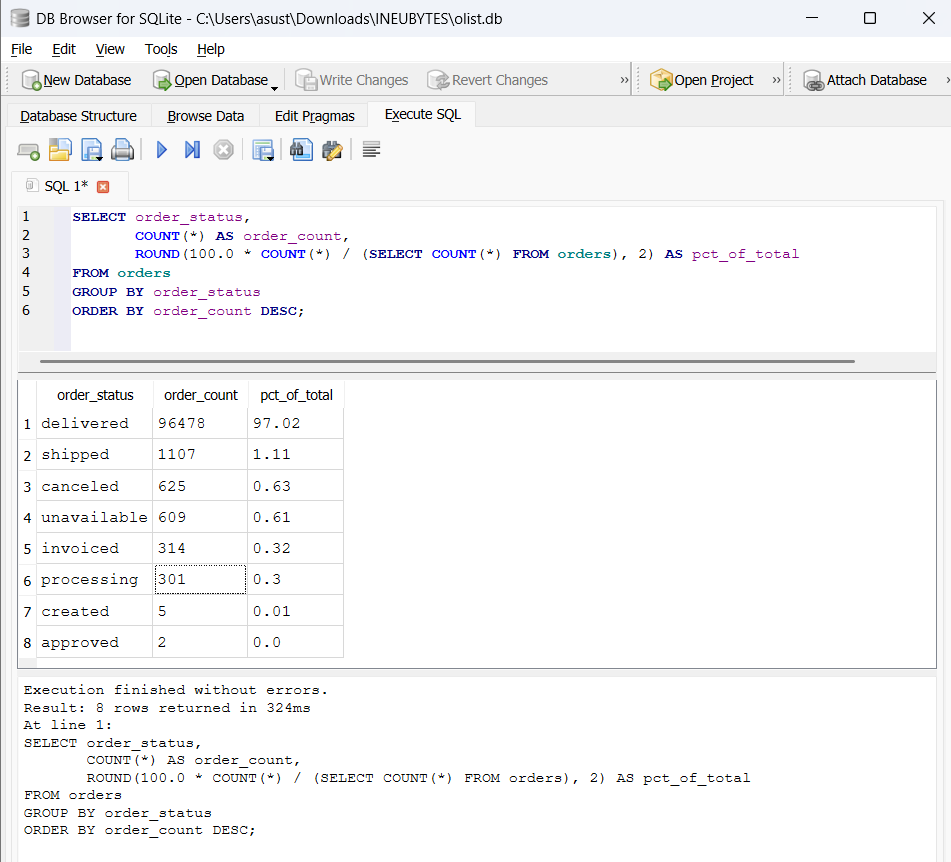 DB Browser for SQLite - C:\Users\asust\Downloads\INEUBYTES\olist.db
File Edit View Tools Help
New Database Open Database Write Changes Revert Changes » Open Project » Attach Database »
Database Structure Browse Data Edit Pragmas Execute SQL
SQL 1*
1 SELECT order_status,
2 COUNT(*) AS order_count,
3 ROUND(100.0 * COUNT(*) / (SELECT COUNT(*) FROM orders), 2) AS pct_of_total
4 FROM orders
5 GROUP BY order_status
6 ORDER BY order_count DESC;
order_status order_count pct_of_total
1 delivered 96478 97.02
2 shipped 1107 1.11
3 canceled 625 0.63
4 unavailable 609 0.61
5 invoiced 314 0.32
6 processing 301 0.3
7 created 5 0.01
8 approved 2 0.0
Execution finished without errors.
Result: 8 rows returned in 324ms
At line 1:
SELECT order_status,
COUNT(*) AS order_count,
ROUND(100.0 * COUNT(*) / (SELECT COUNT(*) FROM orders), 2) AS pct_of_total
FROM orders
GROUP BY order_status
ORDER BY order_count DESC;